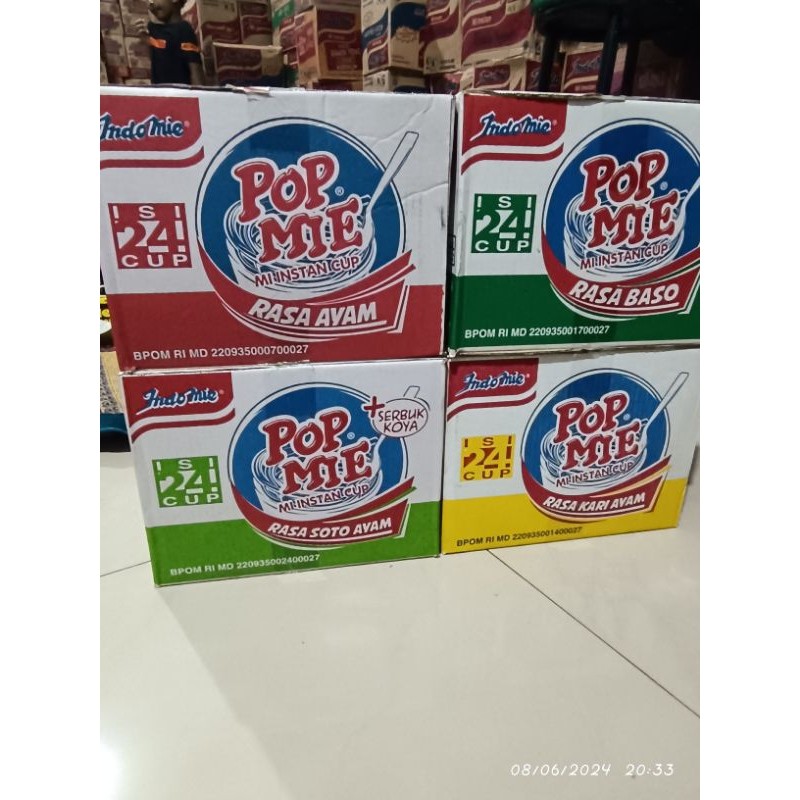 Indomie
ISI
24!
CUP
POP
MIE
MI INSTAN CUP
RASA AYAM
BPOM RI MD 220935000700027
Indomie
ISI
24!
CUP
POP
MIE
MI INSTAN CUP
RASA BASO
BPOM RI MD 220935001700027
Indomie
ISI
24!
CUP
POP
MIE
MI INSTAN CUP
+SERBUK
KOYA
RASA SOTO AYAM
BPOM RI MD 220935002400027
Indomie
ISI
24!
CUP
POP
MIE
MI INSTAN CUP
RASA KARI AYAM
BPOM RI MD 220935001400027
08/06/2024 20:33